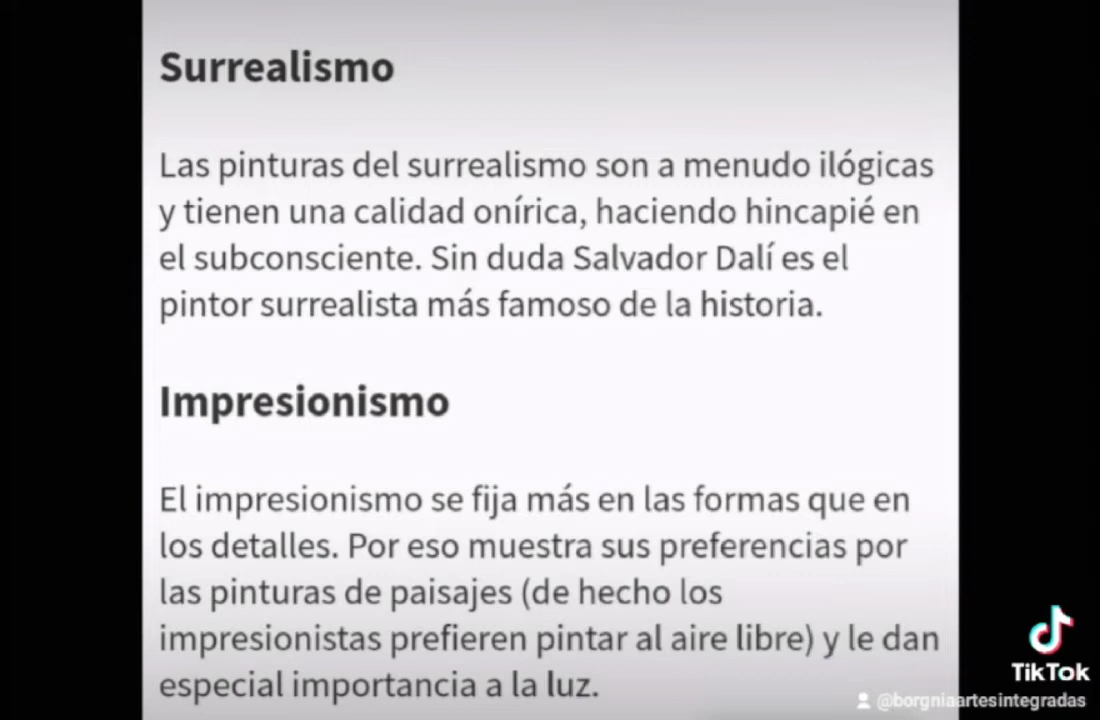 Surrealismo
Las pinturas del surrealismo son a menudo ilógicas
y tienen una calidad onírica, haciendo hincapié en
el subconsciente. Sin duda Salvador Dalí es el
pintor surrealista más famoso de la historia.
Impresionismo
El impresionismo se fija más en las formas que en
los detalles. Por eso muestra sus preferencias por
las pinturas de paisajes (de hecho los
impresionistas prefieren pintar al aire libre) y le dan
especial importancia a la luz.
TikTok
@borgniaartesintegradas